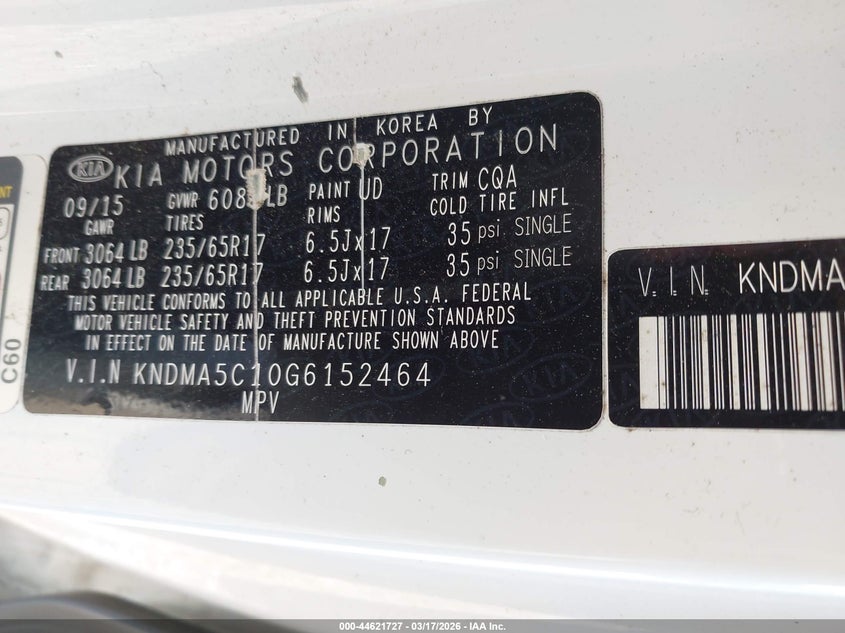 MANUFACTURED IN KOREA BY
KIA KIA MOTORS CORPORATION
09/15 GVWR LB PAINT UD TRIM CQA
GAWR TIRES RIMS COLD TIRE INFL
FRONT 3064 LB 235/65R17 6.5Jx17 35 psi SINGLE
REAR 3064 LB 235/65R17 6.5Jx17 35 psi SINGLE
THIS VEHICLE CONFORMS TO ALL APPLICABLE U.S.A. FEDERAL
MOTOR VEHICLE SAFETY AND THEFT PREVENTION STANDARDS
IN EFFECT ON THE DATE OF MANUFACTURE SHOWN ABOVE
V.I.N KNDMA5C10G6152464
MPV
V.I.N. KNDMA
C60
000-44621727 — 03/17/2026 — IAA Inc.